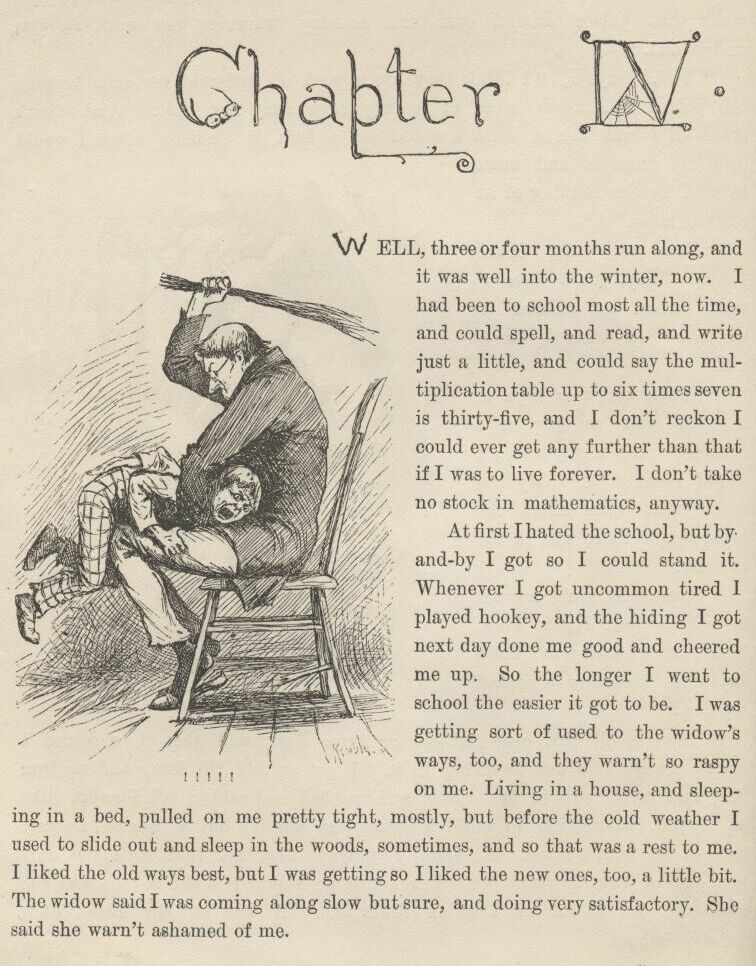 Chapter IV.
WELL, three or four months run along, and
it was well into the winter, now. I
had been to school most all the time,
and could spell, and read, and write
just a little, and could say the mul-
tiplication table up to six times seven
is thirty-five, and I don't reckon I
could ever get any further than that
if I was to live forever. I don't take
no stock in mathematics, anyway.
At first I hated the school, but by-
and-by I got so I could stand it.
Whenever I got uncommon tired I
played hookey, and the hiding I got
next day done me good and cheered
me up. So the longer I went to
school the easier it got to be. I was
getting sort of used to the widow's
ways, too, and they warn't so raspy
on me. Living in a house, and sleep-
! ! ! ! !
ing in a bed, pulled on me pretty tight, mostly, but before the cold weather I
used to slide out and sleep in the woods, sometimes, and so that was a rest to me.
I liked the old ways best, but I was getting so I liked the new ones, too, a little bit.
The widow said I was coming along slow but sure, and doing very satisfactory. She
said she warn't ashamed of me.